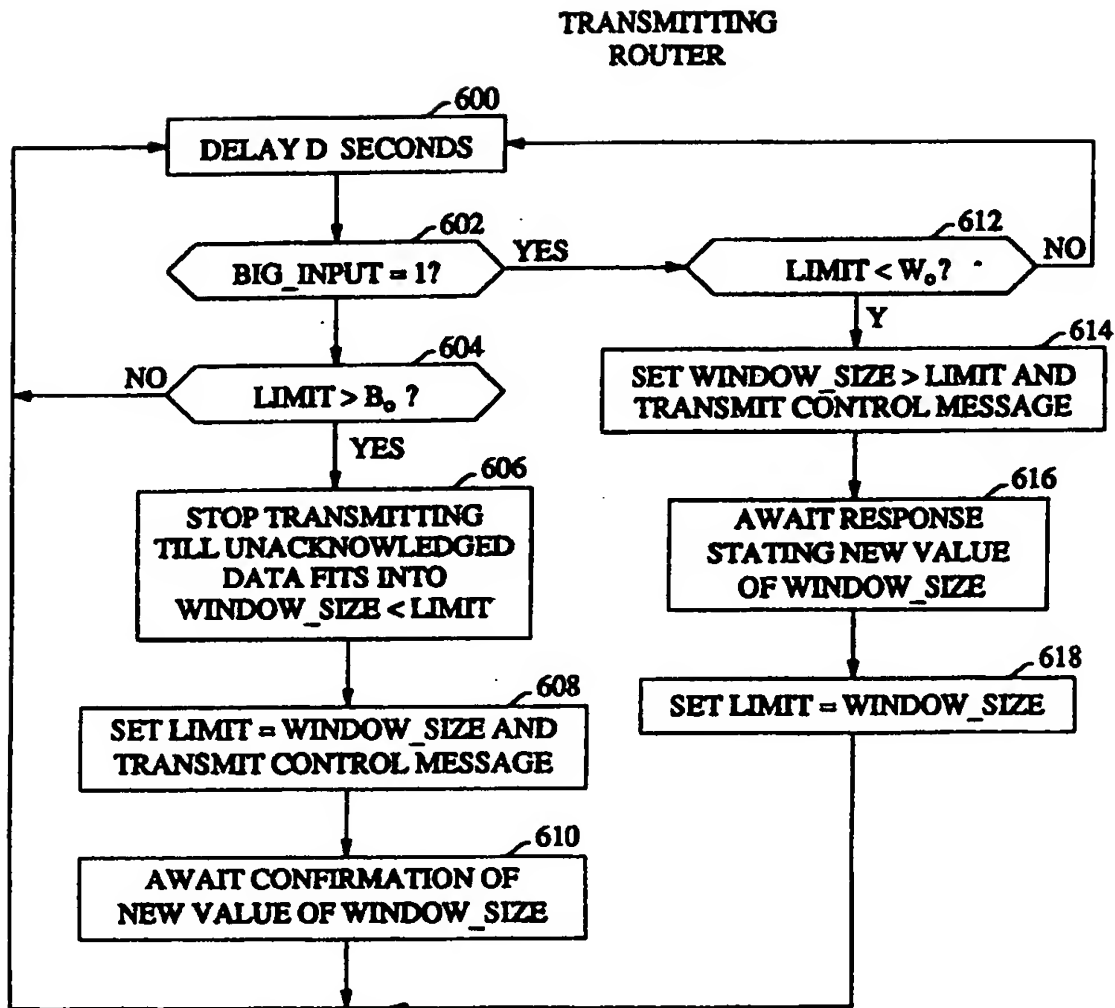 TRANSMITTING
ROUTER
600
DELAY D SECONDS
602
BIG_INPUT = 1?
YES
612
LIMIT < Wo?
NO
Y
604
LIMIT > Bo ?
NO
YES
614
SET WINDOW_SIZE > LIMIT AND
TRANSMIT CONTROL MESSAGE
606
STOP TRANSMITTING
TILL UNACKNOWLEDGED
DATA FITS INTO
WINDOW_SIZE < LIMIT
616
AWAIT RESPONSE
STATING NEW VALUE
OF WINDOW_SIZE
608
SET LIMIT = WINDOW_SIZE AND
TRANSMIT CONTROL MESSAGE
618
SET LIMIT = WINDOW_SIZE
610
AWAIT CONFIRMATION OF
NEW VALUE OF WINDOW_SIZE